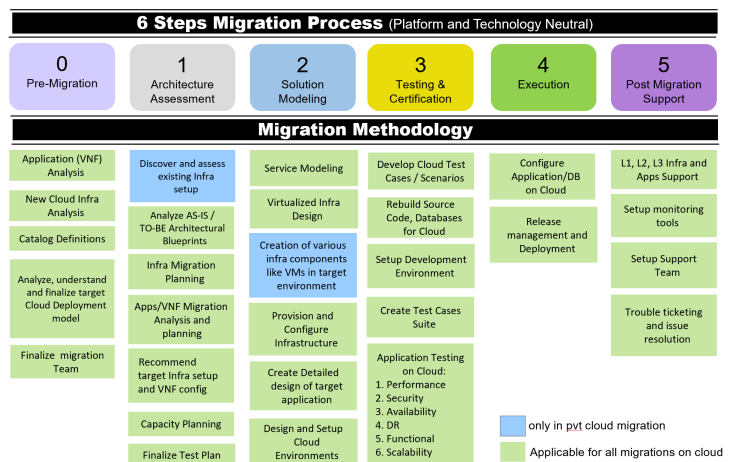 6 Steps Migration Process (Platform and Technology Neutral)
0
Pre-Migration
1
Architecture
Assessment
2
Solution
Modeling
3
Testing &
Certification
4
Execution
5
Post Migration
Support
Migration Methodology
Application (VNF)
Analysis
New Cloud Infra
Analysis
Catalog Definitions
Analyze, understand
and finalize target
Cloud Deployment
model
Finalize migration
Team
Discover and assess
existing Infra
setup
Analyze AS-IS /
TO-BE Architectural
Blueprints
Infra Migration
Planning
Apps/VNF Migration
Analysis and
planning
Recommend
target Infra setup
and VNF config
Capacity Planning
Finalize Test Plan
Service Modeling
Virtualized Infra
Design
Creation of various
infra components
like VMs in target
environment
Provision and
Configure
Infrastructure
Create Detailed
design of target
application
Design and Setup
Cloud
Environments
Develop Cloud Test
Cases / Scenarios
Rebuild Source
Code, Databases
for Cloud
Setup Development
Environment
Create Test Cases
Suite
Application Testing
on Cloud:
1. Performance
2. Security
3. Availability
4. DR
5. Functional
6. Scalability
Configure
Application/DB
on Cloud
Release
management and
Deployment
L1, L2, L3 Infra and
Apps Support
Setup monitoring
tools
Setup Support
Team
Trouble ticketing
and issue
resolution
only in pvt cloud migration
Applicable for all migrations on cloud